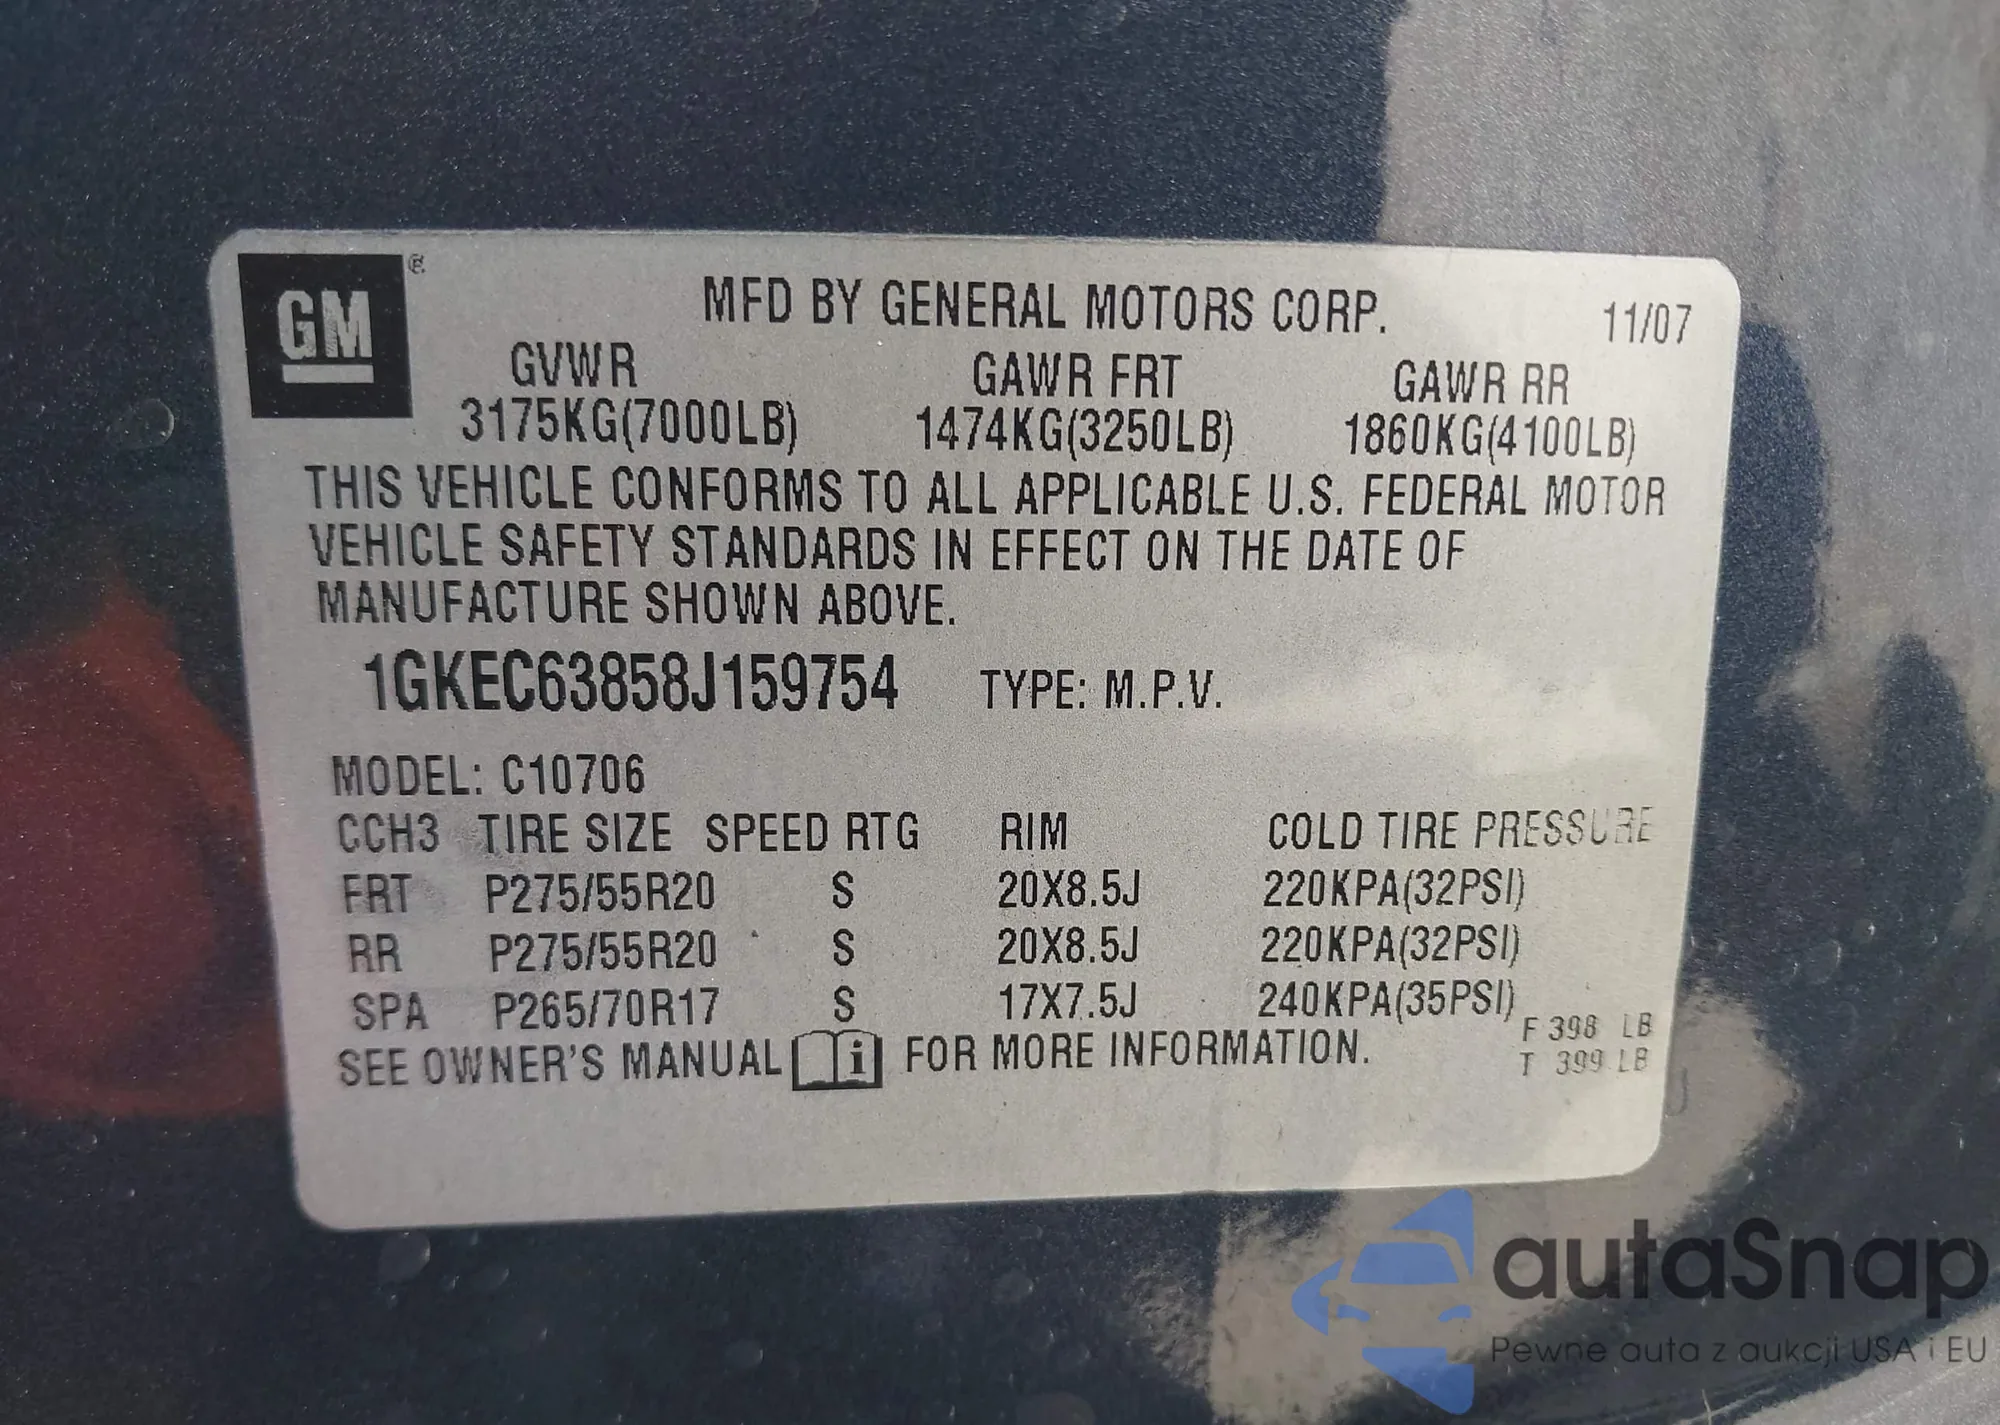 GM ®
MFD BY GENERAL MOTORS CORP.
11/07
GVWR GAWR FRT GAWR RR
3175KG(7000LB) 1474KG(3250LB) 1860KG(4100LB)
THIS VEHICLE CONFORMS TO ALL APPLICABLE U.S. FEDERAL MOTOR
VEHICLE SAFETY STANDARDS IN EFFECT ON THE DATE OF
MANUFACTURE SHOWN ABOVE.
1GKEC63858J159754 TYPE: M.P.V.
MODEL: C10706
CCH3 TIRE SIZE SPEED RTG RIM COLD TIRE PRESSURE
FRT P275/55R20 S 20X8.5J 220KPA(32PSI)
RR P275/55R20 S 20X8.5J 220KPA(32PSI)
SPA P265/70R17 S 17X7.5J 240KPA(35PSI)
F 398 LB
T 399 LB
SEE OWNER'S MANUAL i FOR MORE INFORMATION.
autaSnap
Pewne auta z aukcji USA i EU